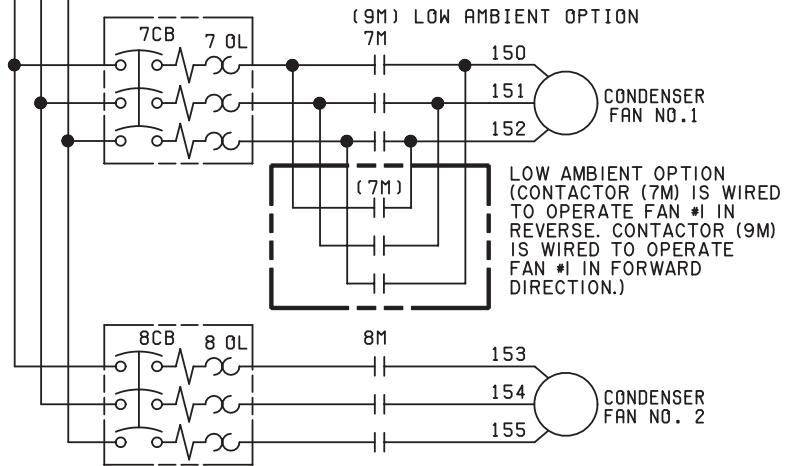 (9M) LOW AMBIENT OPTION
7CB
7 OL
7M
150
151
152
CONDENSER
FAN NO.1
(7M)
LOW AMBIENT OPTION
(CONTACTOR (7M) IS WIRED
TO OPERATE FAN #1 IN
REVERSE. CONTACTOR (9M)
IS WIRED TO OPERATE
FAN #1 IN FORWARD
DIRECTION.)
8CB
8 OL
8M
153
154
155
CONDENSER
FAN NO. 2